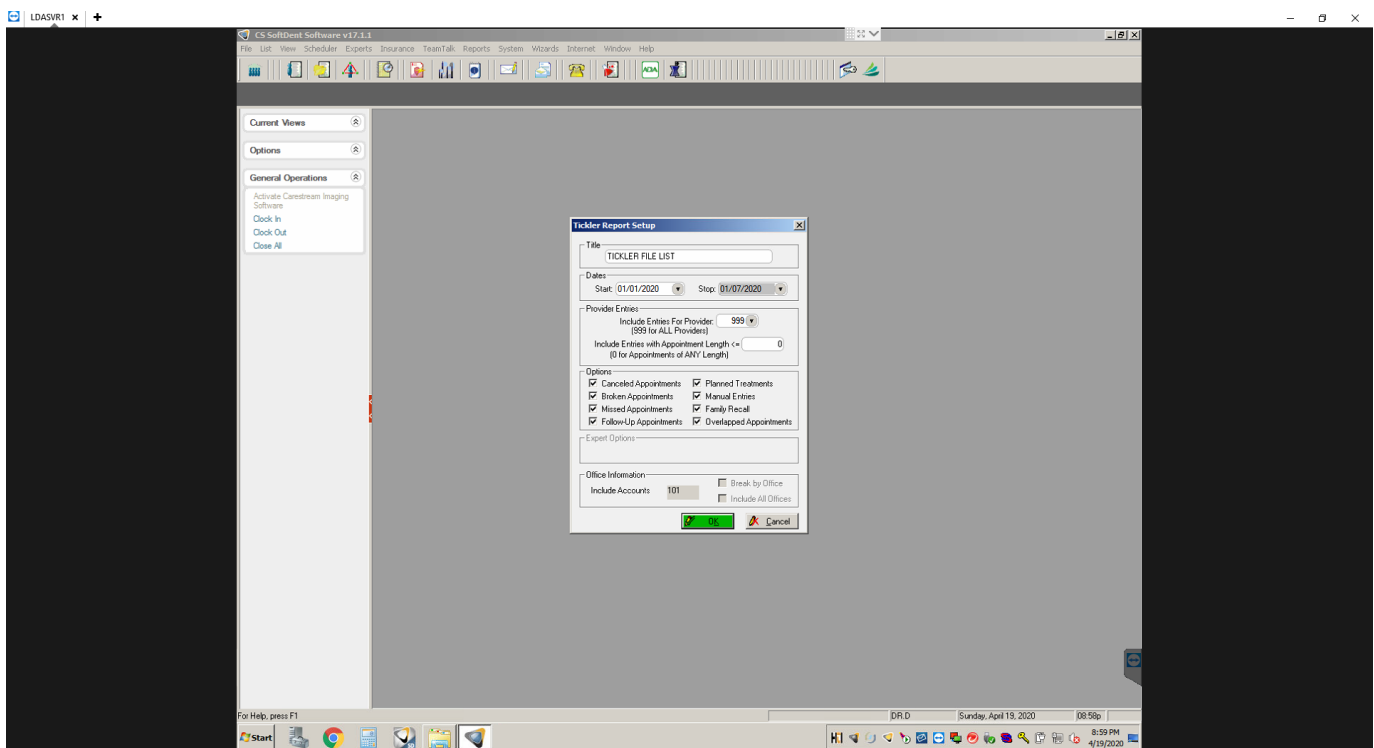 LDASVR1
CS SoftDent Software v17.1.1
File List View Scheduler Experts Insurance TeamTalk Reports System Wizards Internet Window Help
ADA
Current Views
Options
General Operations
Activate Carestream Imaging
Software
Clock In
Clock Out
Close All
Tickler Report Setup
Title
TICKLER FILE LIST
Dates
Start: 01/01/2020 Stop: 01/07/2020
Provider Entries
Include Entries For Provider: 999
(999 for ALL Providers)
Include Entries with Appointment Length <= 0
(0 for Appointments of ANY Length)
Options
Canceled Appointments Planned Treatments
Broken Appointments Manual Entries
Missed Appointments Family Recall
Follow-Up Appointments Overlapped Appointments
Expert Options
Office Information
Include Accounts 101 Break by Office
Include All Offices
OK Cancel
For Help, press F1 DR.D Sunday, April 19, 2020 08:58p
Start 8:59 PM
4/19/2020